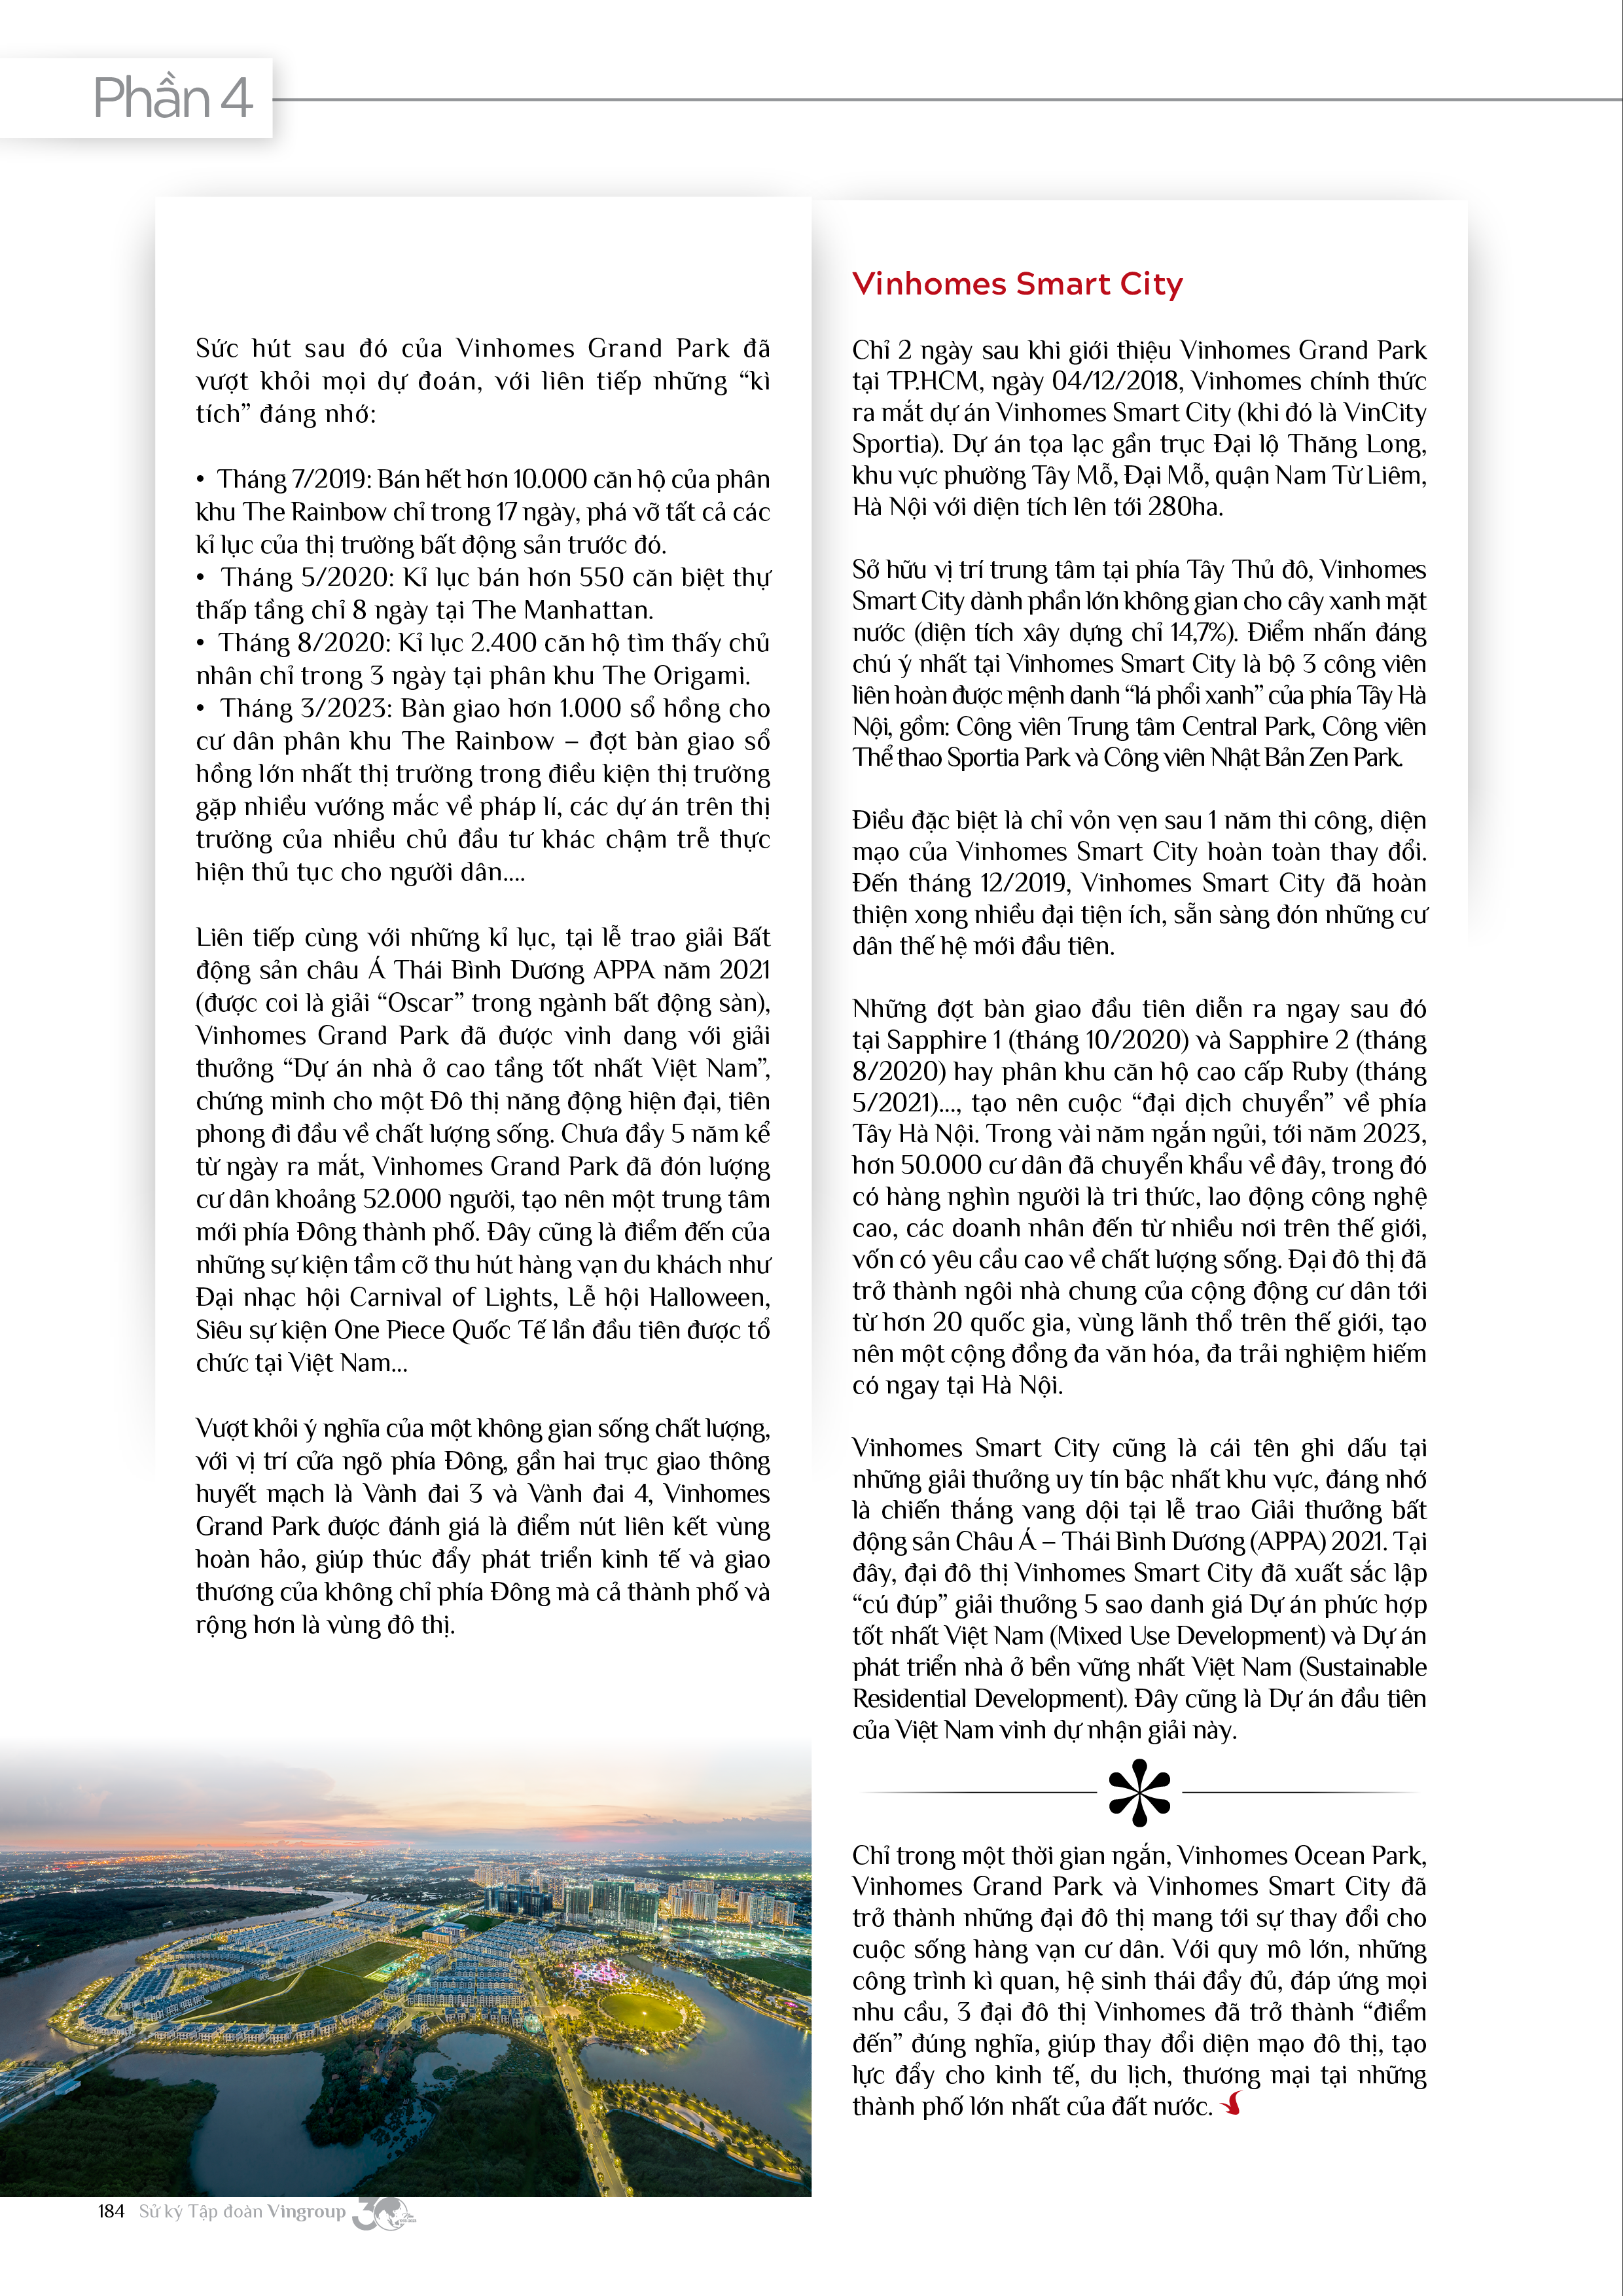 Phần 4
Sức hút sau đó của Vinhomes Grand Park đã
vượt khỏi mọi dự đoán, với liên tiếp những “kì
tích” đáng nhớ:
• Tháng 7/2019: Bán hết hơn 10.000 căn hộ của phân
khu The Rainbow chỉ trong 17 ngày, phá vỡ tất cả các
kỉ lục của thị trường bất động sản trước đó.
• Tháng 5/2020: Kỉ lục bán hơn 550 căn biệt thự
thấp tầng chỉ 8 ngày tại The Manhattan.
• Tháng 8/2020: Kỉ lục 2.400 căn hộ tìm thấy chủ
nhân chỉ trong 3 ngày tại phân khu The Origami.
• Tháng 3/2023: Bàn giao hơn 1.000 sổ hồng cho
cư dân phân khu The Rainbow – đợt bàn giao sổ
hồng lớn nhất thị trường trong điều kiện thị trường
gặp nhiều vướng mắc về pháp lí, các dự án trên thị
trường của nhiều chủ đầu tư khác chậm trễ thực
hiện thủ tục cho người dân....
Liên tiếp cùng với những kỉ lục, tại lễ trao giải Bất
động sản châu Á Thái Bình Dương APPA năm 2021
(được coi là giải “Oscar” trong ngành bất động sàn),
Vinhomes Grand Park đã được vinh dang với giải
thưởng “Dự án nhà ở cao tầng tốt nhất Việt Nam”,
chứng minh cho một Đô thị năng động hiện đại, tiên
phong đi đầu về chất lượng sống. Chưa đầy 5 năm kể
từ ngày ra mắt, Vinhomes Grand Park đã đón lượng
cư dân khoảng 52.000 người, tạo nên một trung tâm
mới phía Đông thành phố. Đây cũng là điểm đến của
những sự kiện tầm cỡ thu hút hàng vạn du khách như
Đại nhạc hội Carnival of Lights, Lễ hội Halloween,
Siêu sự kiện One Piece Quốc Tế lần đầu tiên được tổ
chức tại Việt Nam...
Vượt khỏi ý nghĩa của một không gian sống chất lượng,
với vị trí cửa ngõ phía Đông, gần hai trục giao thông
huyết mạch là Vành đai 3 và Vành đai 4, Vinhomes
Grand Park được đánh giá là điểm nút liên kết vùng
hoàn hảo, giúp thúc đẩy phát triển kinh tế và giao
thương của không chỉ phía Đông mà cả thành phố và
rộng hơn là vùng đô thị.
Vinhomes Smart City
Chỉ 2 ngày sau khi giới thiệu Vinhomes Grand Park
tại TP.HCM, ngày 04/12/2018, Vinhomes chính thức
ra mắt dự án Vinhomes Smart City (khi đó là VinCity
Sportia). Dự án tọa lạc gần trục Đại lộ Thăng Long,
khu vực phường Tây Mỗ, Đại Mỗ, quận Nam Từ Liêm,
Hà Nội với diện tích lên tới 280ha.
Sở hữu vị trí trung tâm tại phía Tây Thủ đô, Vinhomes
Smart City dành phần lớn không gian cho cây xanh mặt
nước (diện tích xây dựng chỉ 14,7%). Điểm nhấn đáng
chú ý nhất tại Vinhomes Smart City là bộ 3 công viên
liên hoàn được mệnh danh “lá phổi xanh” của phía Tây Hà
Nội, gồm: Công viên Trung tâm Central Park, Công viên
Thể thao Sportia Park và Công viên Nhật Bản Zen Park.
Điều đặc biệt là chỉ vỏn vẹn sau 1 năm thi công, diện
mạo của Vinhomes Smart City hoàn toàn thay đổi.
Đến tháng 12/2019, Vinhomes Smart City đã hoàn
thiện xong nhiều đại tiện ích, sẵn sàng đón những cư
dân thế hệ mới đầu tiên.
Những đợt bàn giao đầu tiên diễn ra ngay sau đó
tại Sapphire 1 (tháng 10/2020) và Sapphire 2 (tháng
8/2020) hay phân khu căn hộ cao cấp Ruby (tháng
5/2021)..., tạo nên cuộc “đại dịch chuyển” về phía
Tây Hà Nội. Trong vài năm ngắn ngủi, tới năm 2023,
hơn 50.000 cư dân đã chuyển khẩu về đây, trong đó
có hàng nghìn người là tri thức, lao động công nghệ
cao, các doanh nhân đến từ nhiều nơi trên thế giới,
vốn có yêu cầu cao về chất lượng sống. Đại đô thị đã
trở thành ngôi nhà chung của cộng động cư dân tới
từ hơn 20 quốc gia, vùng lãnh thổ trên thế giới, tạo
nên một cộng đồng đa văn hóa, đa trải nghiệm hiếm
có ngay tại Hà Nội.
Vinhomes Smart City cũng là cái tên ghi dấu tại
những giải thưởng uy tín bậc nhất khu vực, đáng nhớ
là chiến thắng vang dội tại lễ trao Giải thưởng bất
động sản Châu Á – Thái Bình Dương (APPA) 2021. Tại
đây, đại đô thị Vinhomes Smart City đã xuất sắc lập
“cú đúp” giải thưởng 5 sao danh giá Dự án phức hợp
tốt nhất Việt Nam (Mixed Use Development) và Dự án
phát triển nhà ở bền vững nhất Việt Nam (Sustainable
Residential Development). Đây cũng là Dự án đầu tiên
của Việt Nam vinh dự nhận giải này.
Chỉ trong một thời gian ngắn, Vinhomes Ocean Park,
Vinhomes Grand Park và Vinhomes Smart City đã
trở thành những đại đô thị mang tới sự thay đổi cho
cuộc sống hàng vạn cư dân. Với quy mô lớn, những
công trình kì quan, hệ sinh thái đầy đủ, đáp ứng mọi
nhu cầu, 3 đại đô thị Vinhomes đã trở thành “điểm
đến” đúng nghĩa, giúp thay đổi diện mạo đô thị, tạo
lực đẩy cho kinh tế, du lịch, thương mại tại những
thành phố lớn nhất của đất nước.
184 Sử ký Tập đoàn Vingroup 30